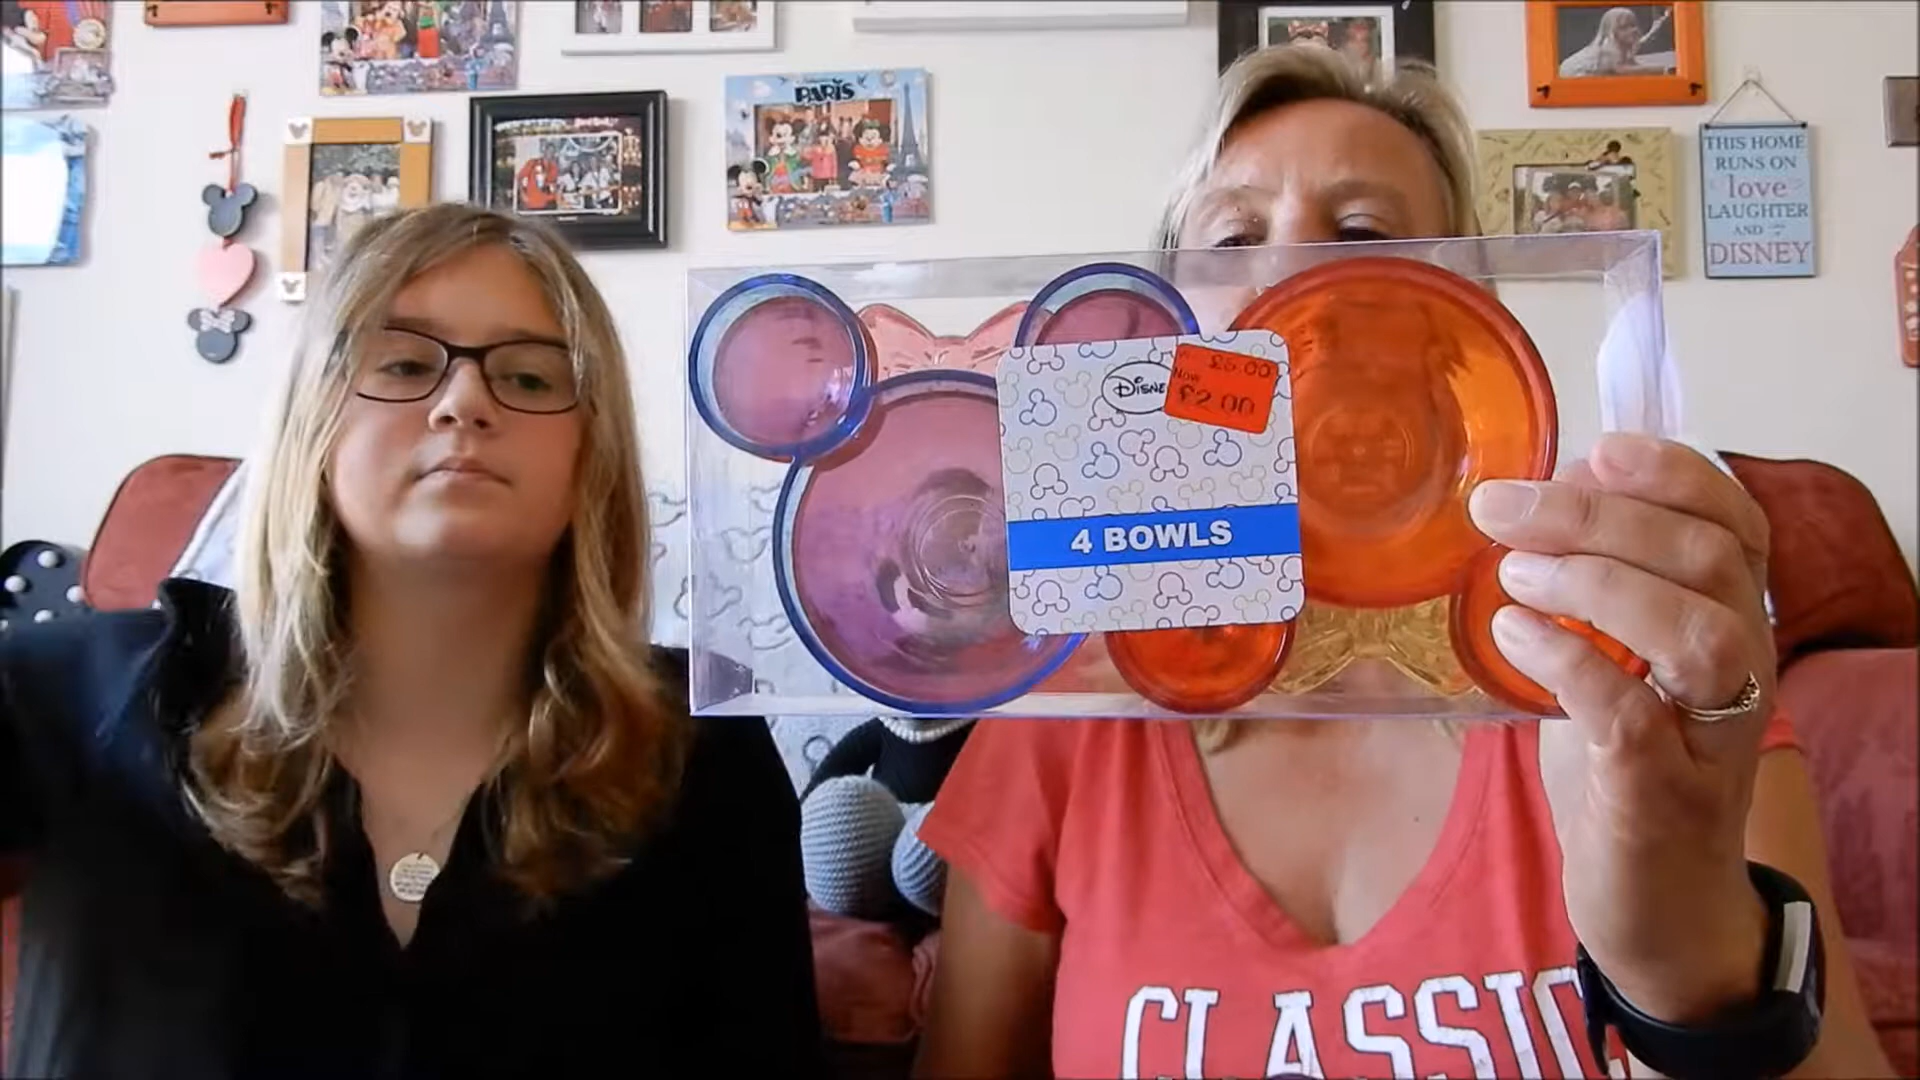 PARIS
THIS HOME
RUNS ON
love
LAUGHTER
AND
DISNEY
DISNE
£5.00
Now
£2.00
4 BOWLS
CLASSIC